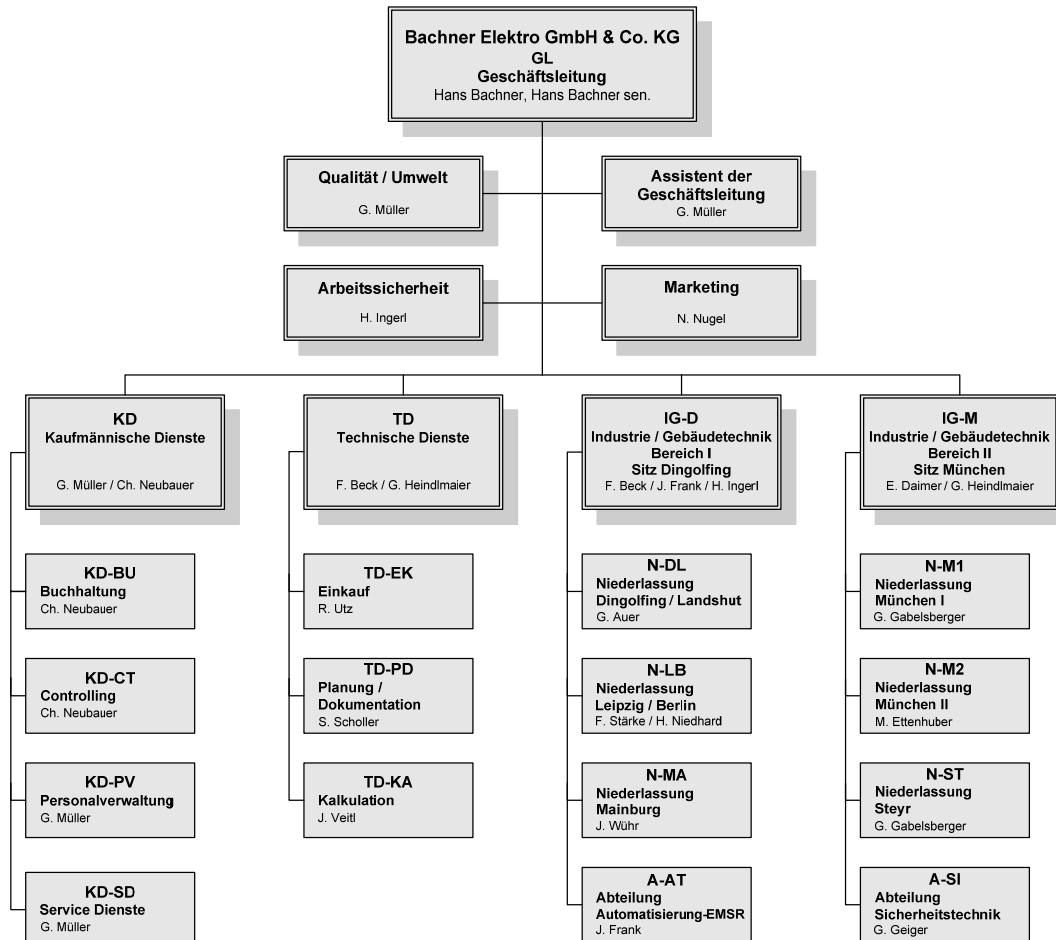 Bachner Elektro GmbH & Co. KG
GL
Geschäftsleitung
Hans Bachner, Hans Bachner sen.
Qualität / Umwelt
G. Müller
Assistent der
Geschäftsleitung
G. Müller
Arbeitssicherheit
H. Ingerl
Marketing
N. Nugel
KD
Kaufmännische Dienste
G. Müller / Ch. Neubauer
TD
Technische Dienste
F. Beck / G. Heindlmaier
IG-D
Industrie / Gebäudetechnik
Bereich I
Sitz Dingolfing
F. Beck / J. Frank / H. Ingerl
IG-M
Industrie / Gebäudetechnik
Bereich II
Sitz München
E. Daimer / G. Heindlmaier
KD-BU
Buchhaltung
Ch. Neubauer
KD-CT
Controlling
Ch. Neubauer
KD-PV
Personalverwaltung
G. Müller
KD-SD
Service Dienste
G. Müller
TD-EK
Einkauf
R. Utz
TD-PD
Planung /
Dokumentation
S. Scholler
TD-KA
Kalkulation
J. Veitl
N-DL
Niederlassung
Dingolfing / Landshut
G. Auer
N-LB
Niederlassung
Leipzig / Berlin
F. Stärke / H. Niedhard
N-MA
Niederlassung
Mainburg
J. Wühr
A-AT
Abteilung
Automatisierung-EMSR
J. Frank
N-M1
Niederlassung
München I
G. Gabelsberger
N-M2
Niederlassung
München II
M. Ettenhuber
N-ST
Niederlassung
Steyr
G. Gabelsberger
A-SI
Abteilung
Sicherheitstechnik
G. Geiger